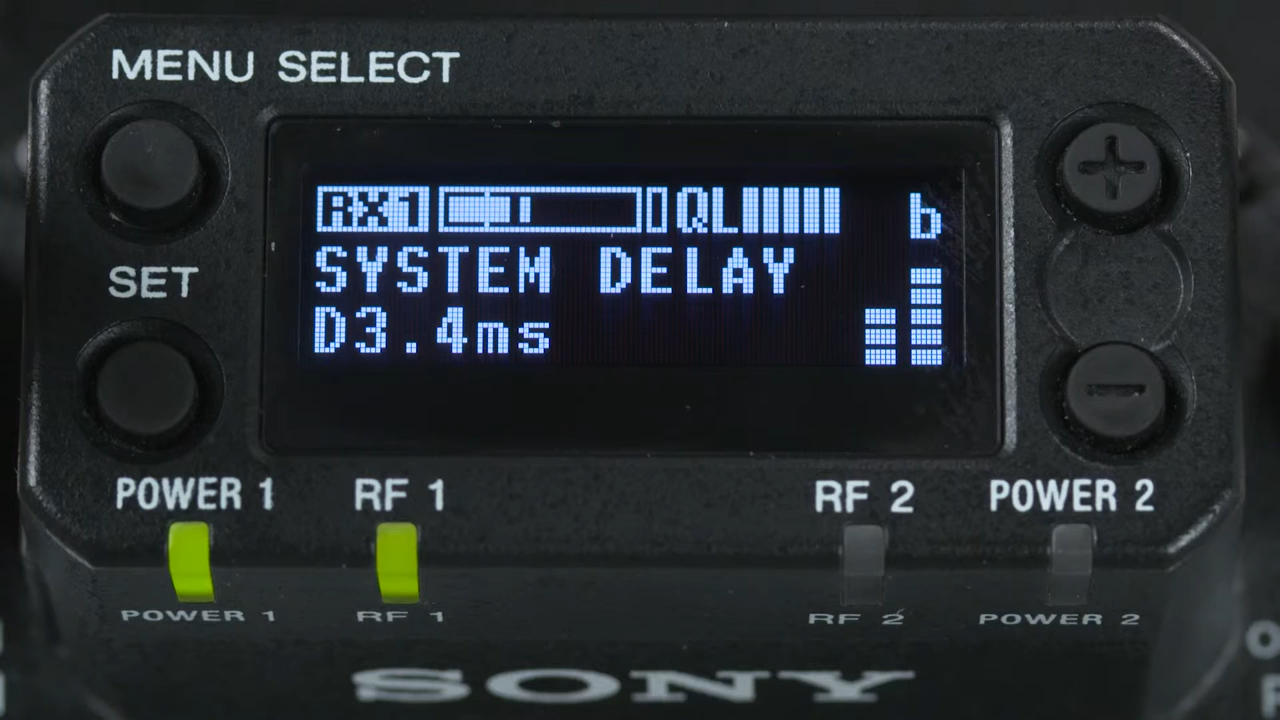 MENU SELECT
RX1 QL b
SET
SYSTEM DELAY
D3.4ms
POWER 1 RF 1 RF 2 POWER 2
POWER 1 RF 1 RF 2 POWER 2
SONY